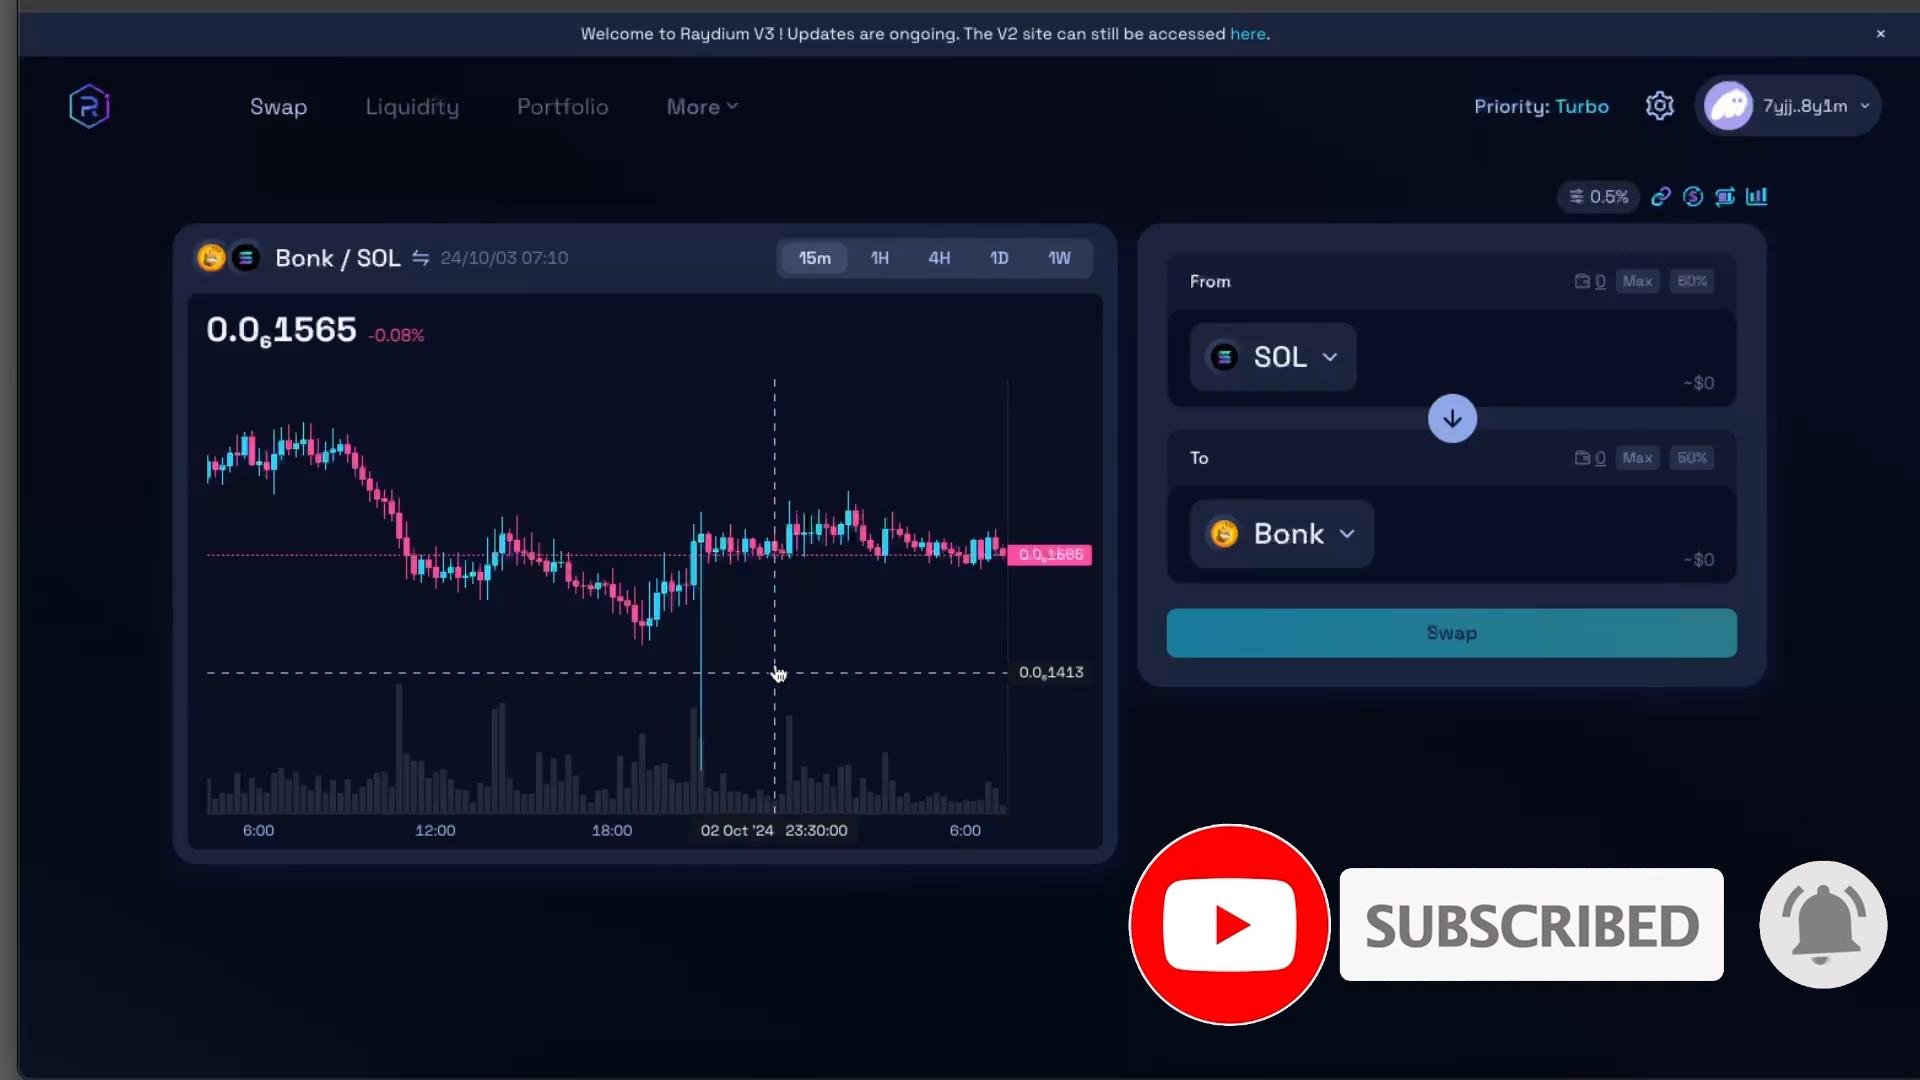 Welcome to Raydium V3 ! Updates are ongoing. The V2 site can still be accessed here.
Swap Liquidity Portfolio More Priority: Turbo 7yjj..8y1m
0.5%
Bonk / SOL 24/10/03 07:10 15m 1H 4H 1D 1W
0.0₆1565 -0.08%
0.0₆1565
0.0₆1413
6:00 12:00 18:00 02 Oct '24 23:30:00 6:00
From 0 Max 50%
SOL
~$0
To 0 Max 50%
Bonk
~$0
Swap
SUBSCRIBED